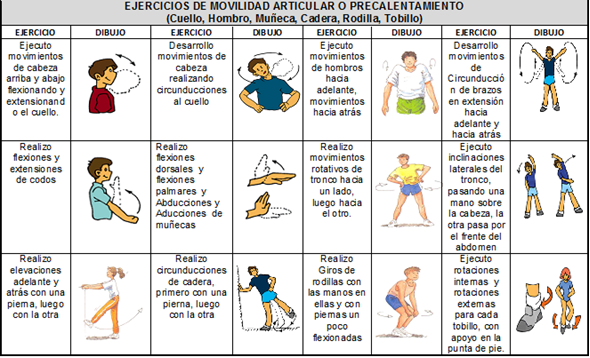 EJERCICIOS DE MOVILIDAD ARTICULAR O PRECALENTAMIENTO
(Cuello, Hombro, Muñeca, Cadera, Rodilla, Tobillo)
EJERCICIO DIBUJO EJERCICIO DIBUJO EJERCOCIO DIBUJO EJERCICIO DIBUJO
Ejecuto
movimientos
de cabeza
arriba y abajo
flexionando y
extensionand
o el cuello.
Desarrollo
movimientos
de cabeza
realizando
circunducciones
al cuello
Ejecuto
movimientos
de hombros
hacia
adelante,
movimientos
hacia atrás
Desarrollo
movimientos
de
Circunducción
de brazos
en extensión
hacia
adelante y
hacia atrás
Realizo
flexiones y
extensiones
de codos
Realizo
flexiones
dorsales y
flexiones
palmares y
Abducciones y
Aducciones de
muñecas
Realizo
movimientos
rotativos de
tronco hacia
un lado,
luego hacia
el otro.
Ejecuto
inclinaciones
laterales del
tronco,
pasando una
mano sobre
la cabeza, la
otra pasa por
el frente del
abdomen
Realizo
elevaciones
adelante y
atrás con una
pierna, luego
con la otra
Realizo
circunducciones
de cadera,
primero con una
pierna, luego
con la otra
Realizo
Giros de
rodillas con
las manos en
ellas y con
piernas un
poco
flexionadas
Ejecuto
rotaciones
internas y
rotaciones
externas
para cada
tobillo, con
apoyo en la
punta de pie.